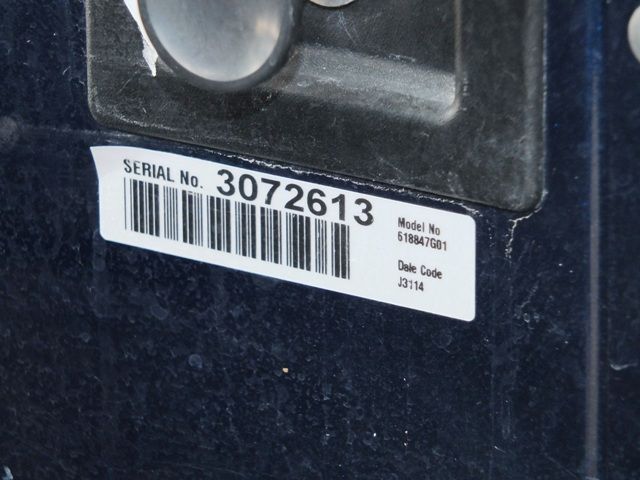 SERIAL No. 3072613
Model No
618847G01
Date Code
J3114